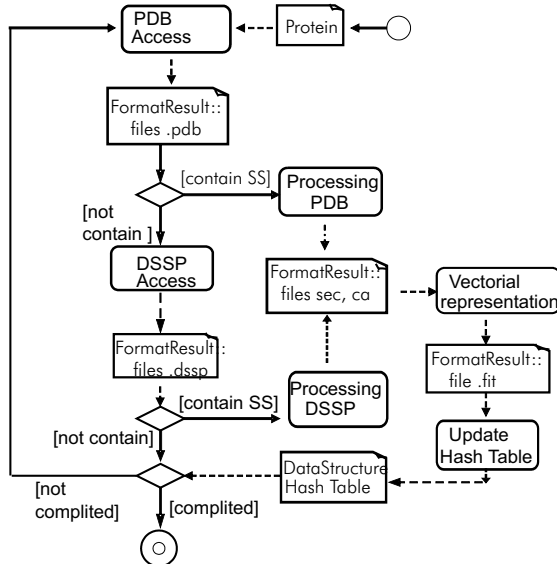 PDB
Access
Protein
FormatResult::
files .pdb
[contain SS]
Processing
PDB
[not
contain ]
DSSP
Access
FormatResult::
files sec, ca
Vectorial
representation
FormatResult::
files .dssp
FormatResult::
file .fit
[contain SS]
Processing
DSSP
[not contain]
Update
Hash Table
DataStructure
Hash Table
[not
complited]
[complited]